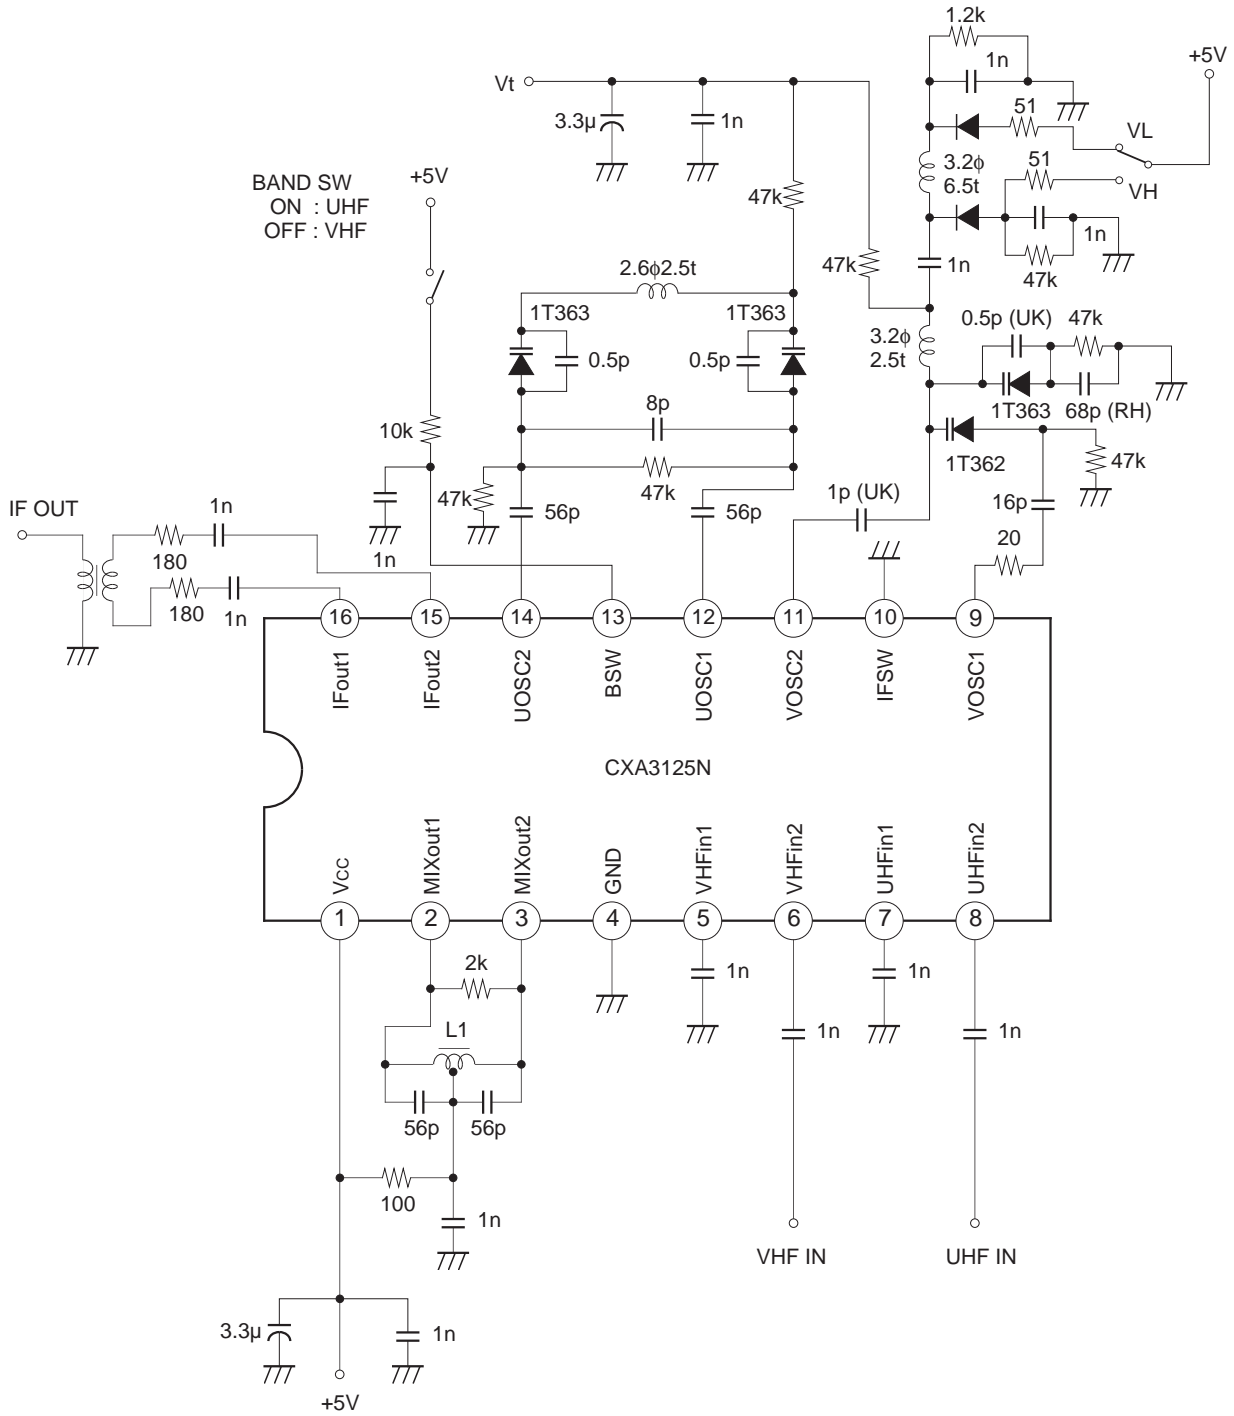 1.2k
1n
+5V
Vt
3.3µ
1n
51
VL
3.2ϕ
6.5t
51
VH
BAND SW
ON : UHF
OFF : VHF
+5V
47k
1n
47k
1n
47k
2.6ϕ2.5t
1T363
1T363
0.5p
0.5p
3.2ϕ
2.5t
0.5p (UK)
47k
1T363
68p (RH)
8p
10k
47k
47k
1T362
47k
1p (UK)
16p
56p
56p
20
IF OUT
1n
180
1n
180
1n
16
15
14
13
12
11
10
9
IFout1
IFout2
UOSC2
BSW
UOSC1
VOSC2
IFSW
VOSC1
CXA3125N
VCC
MIXout1
MIXout2
GND
VHFin1
VHFin2
UHFin1
UHFin2
1
2
3
4
5
6
7
8
2k
1n
1n
L1
1n
1n
56p
56p
100
1n
VHF IN
UHF IN
3.3µ
1n
+5V